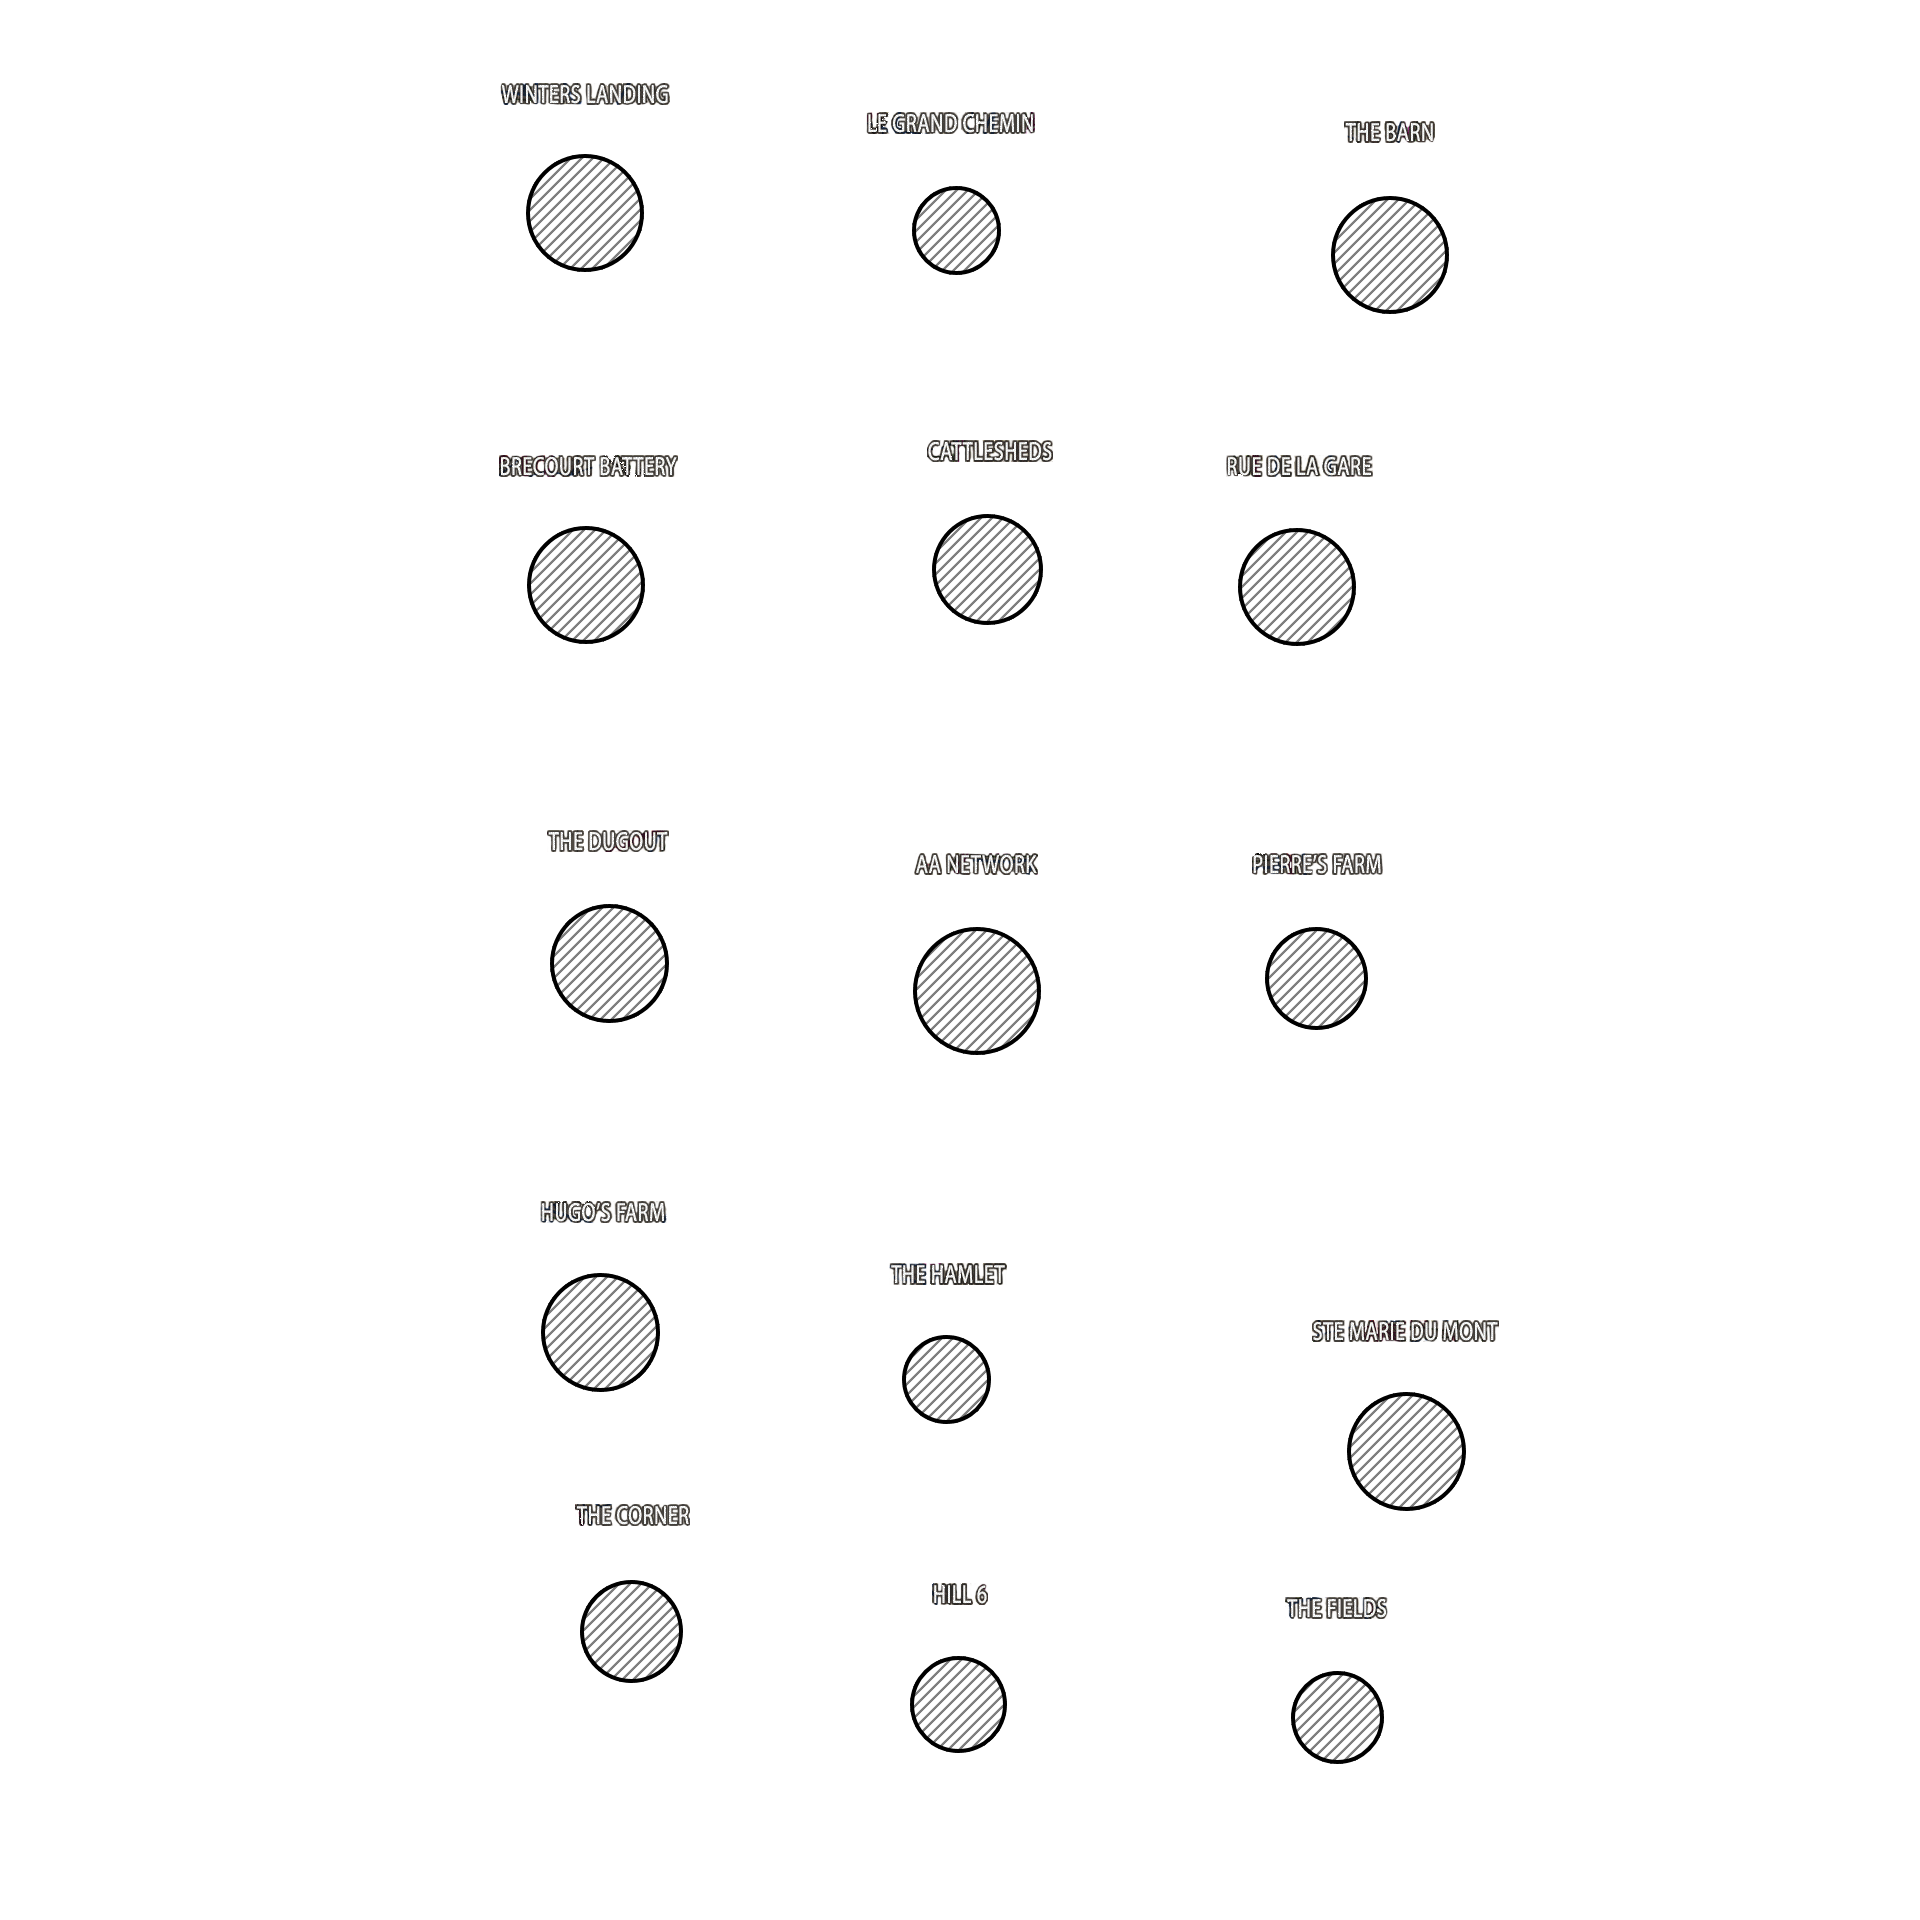 WINTERS LANDING
LE GRAND CHEMIN
THE BARN
BRECOURT BATTERY
CATTLESHEDS
RUE DE LA GARE
THE DUGOUT
AA NETWORK
PIERRE'S FARM
HUGO'S FARM
THE HAMLET
STE MARIE DU MONT
THE CORNER
HILL 6
THE FIELDS